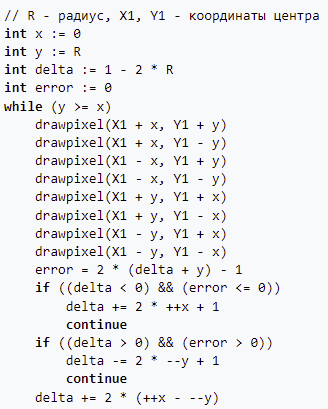 // R - радиус, X1, Y1 - координаты центра
int x := 0
int y := R
int delta := 1 - 2 * R
int error := 0
while (y >= x)
    drawpixel(X1 + x, Y1 + y)
    drawpixel(X1 + x, Y1 - y)
    drawpixel(X1 - x, Y1 + y)
    drawpixel(X1 - x, Y1 - y)
    drawpixel(X1 + y, Y1 + x)
    drawpixel(X1 + y, Y1 - x)
    drawpixel(X1 - y, Y1 + x)
    drawpixel(X1 - y, Y1 - x)
    error = 2 * (delta + y) - 1
    if ((delta < 0) && (error <= 0))
        delta += 2 * ++x + 1
        continue
    if ((delta > 0) && (error > 0))
        delta -= 2 * --y + 1
        continue
    delta += 2 * (++x - --y)